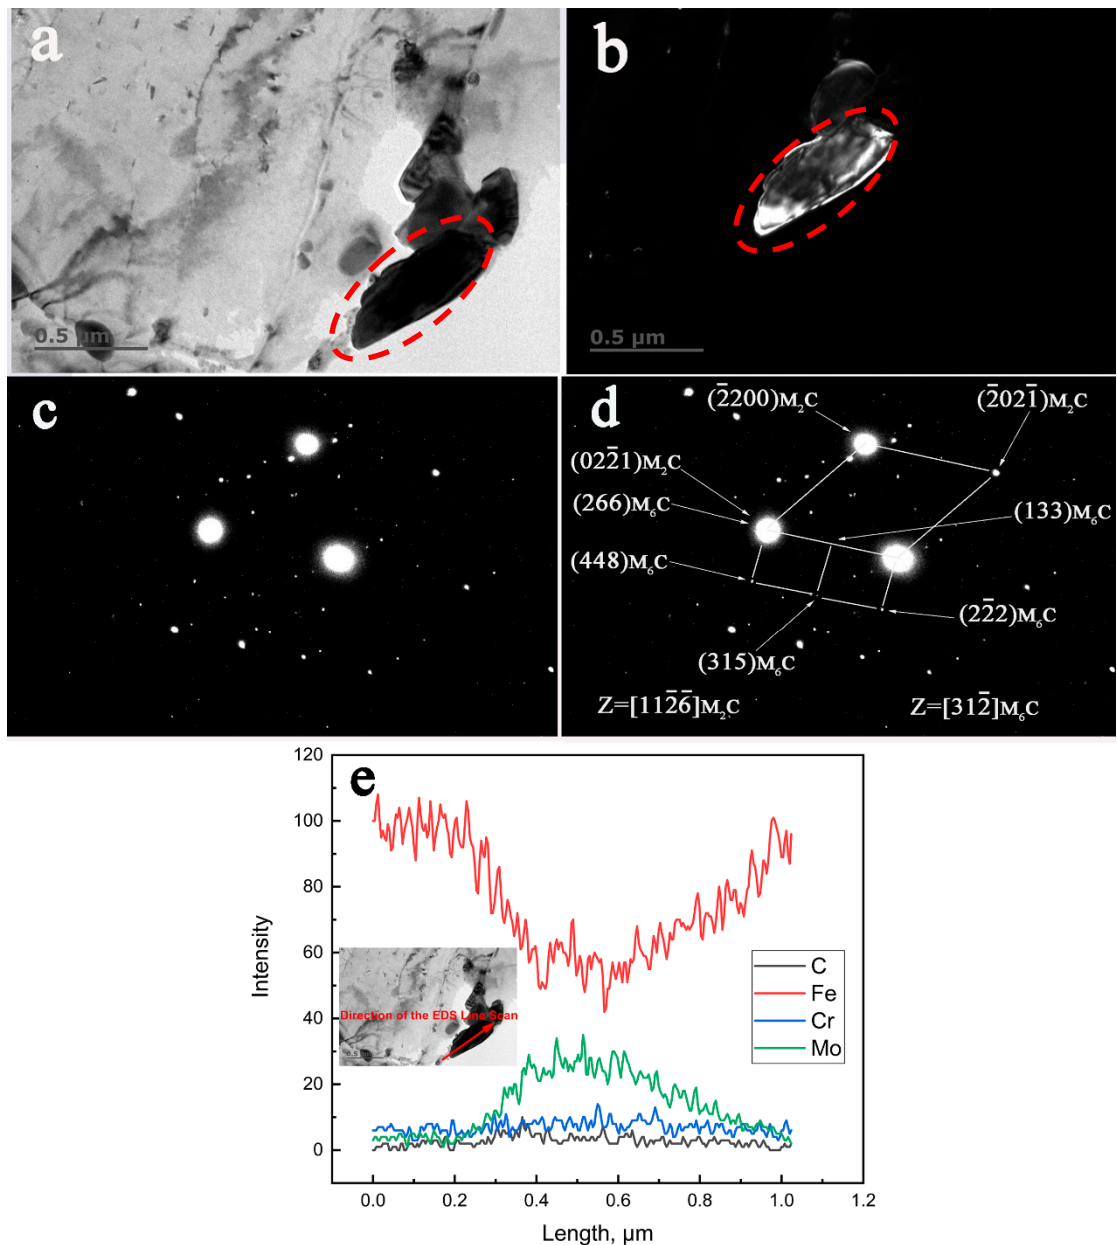 a
0.5 μm
b
0.5 μm
c
d
(2̅200)M₂C
(2̅021̅)M₂C
(022̅1)M₂C
(266)M₆C
(133)M₆C
(448)M₆C
(22̅2)M₆C
(315)M₆C
Z=[112̅6̅]M₂C
Z=[312̅]M₆C
e
120
100
80
60
40
20
0
Intensity
Direction of the EDS Line Scan
0.5
C
Fe
Cr
Mo
0.0
0.2
0.4
0.6
0.8
1.0
1.2
Length, μm